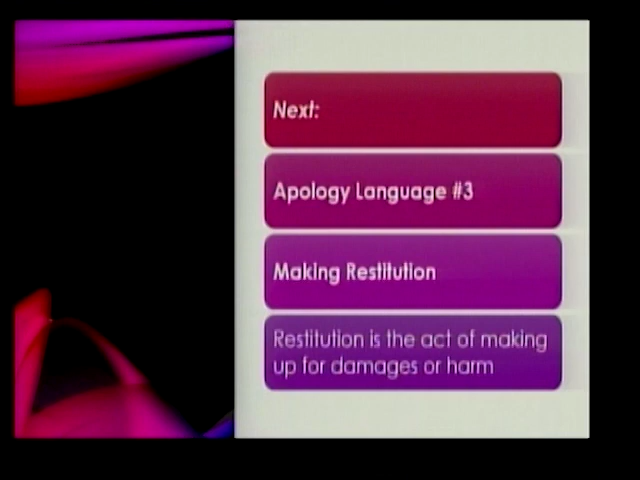 Next:
Apology Language #3
Making Restitution
Restitution is the act of making
up for damages or harm